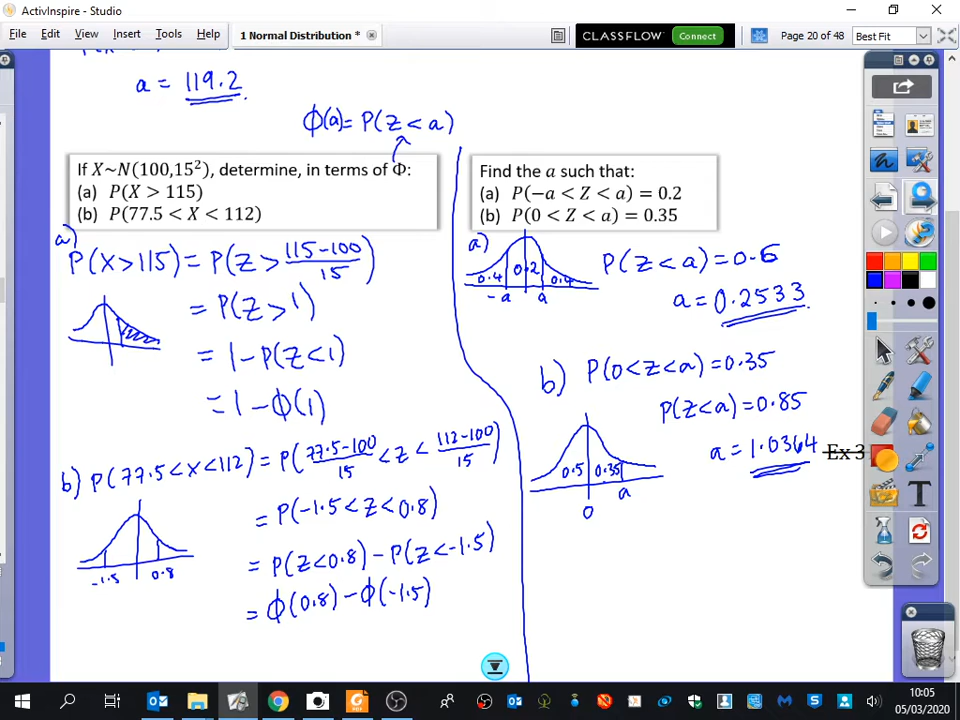 ActivInspire - Studio
File Edit View Insert Tools Help
1 Normal Distribution *
CLASSFLOW Connect
Page 20 of 48
Best Fit
a = 119.2
Φ(a) = P(Z < a)
If X~N(100,15²), determine, in terms of Φ:
(a) P(X > 115)
(b) P(77.5 < X < 112)
a)
P(X>115) = P(Z > 115-100/15)
= P(Z > 1)
= 1 - P(Z<1)
= 1 - Φ(1)
b) P(77.5 < X < 112) = P(77.5-100/15 < Z < 112-100/15)
= P(-1.5 < Z < 0.8)
= P(Z<0.8) - P(Z<-1.5)
= Φ(0.8) - Φ(-1.5)
-1.5 0.8
Find the a such that:
(a) P(-a < Z < a) = 0.2
(b) P(0 < Z < a) = 0.35
a)
0.4 0.2 0.4
-a a
P(Z < a) = 0.6
a = 0.2533
b) P(0<Z<a) = 0.35
P(Z<a) = 0.85
a = 1.0364
Ex 3
0.5 0.35
a
0
10:05
05/03/2020